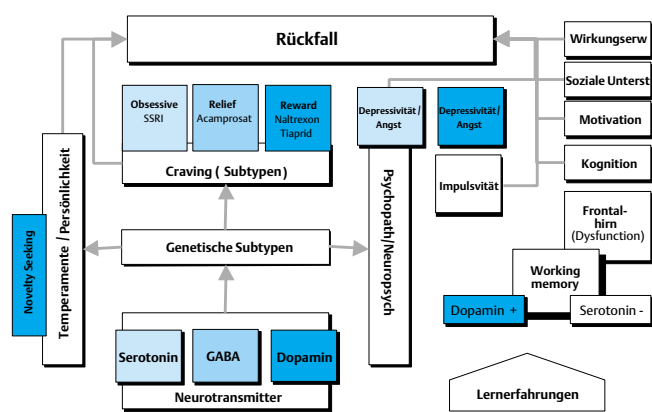 Rückfall
Wirkungserw
Soziale Unterst
Motivation
Kognition
Obsessive
SSRI
Relief
Acamprosat
Reward
Naltrexon
Tiaprid
Craving ( Subtypen)
Depressivität/
Angst
Depressivität/
Angst
Impulsvität
Psychopath/Neuropsych
Temperamente / Persönlichkeit
Novelty Seeking
Genetische Subtypen
Frontal-
hirn
(Dysfunction)
Working
memory
Dopamin +
Serotonin -
Serotonin
GABA
Dopamin
Neurotransmitter
Lernerfahrungen